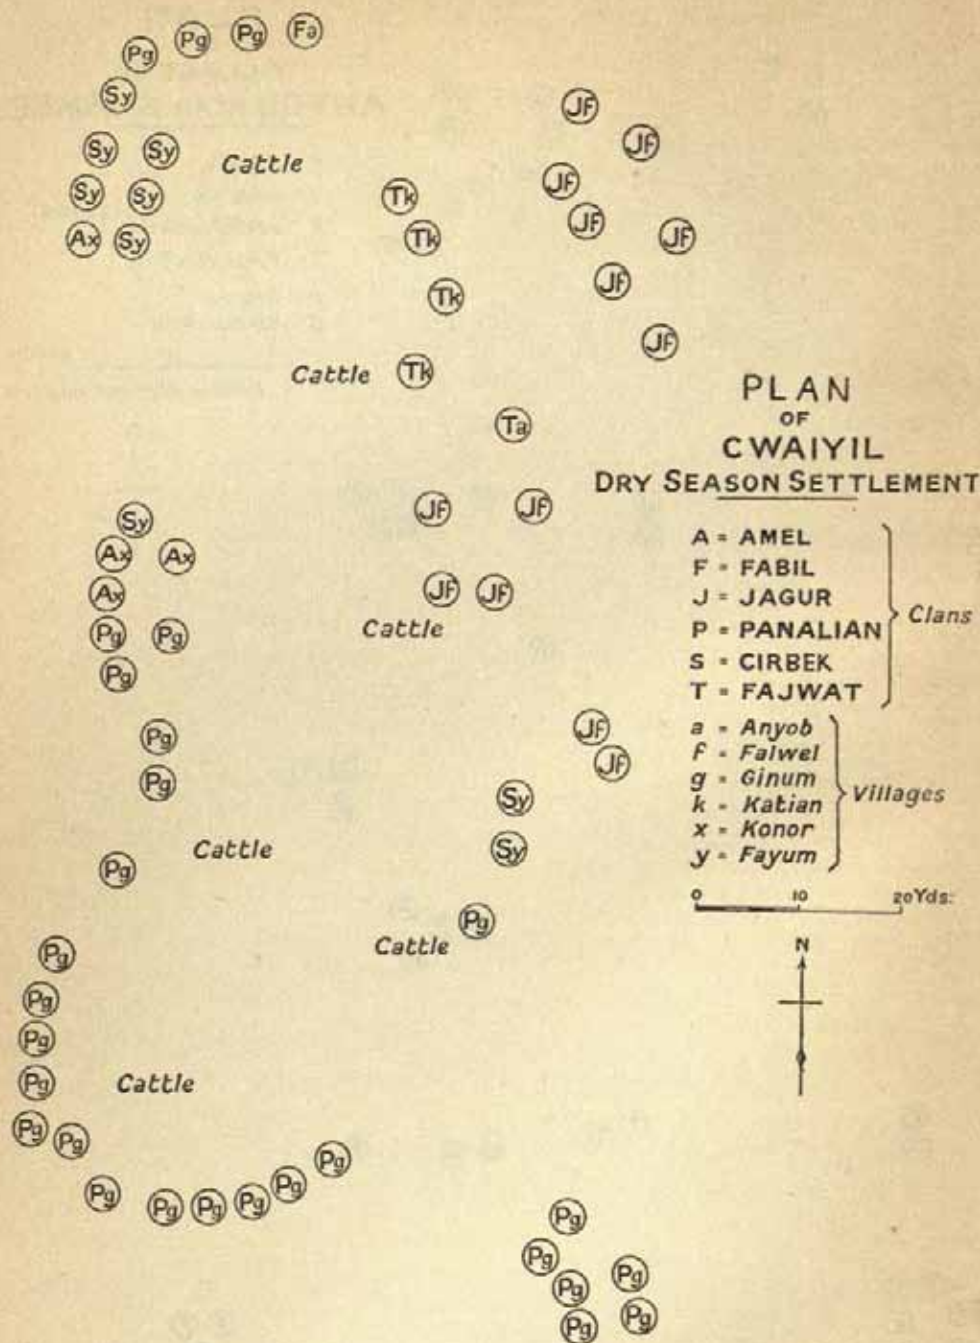 Pg Pg Pg Fa
Sy
Sy Sy Cattle
Sy Sy
Ax Sy
Jf
Jf
Jf
Jf Jf
Jf
Jf
Tk
Tk
Tk
Cattle Tk
Ta
Jf Jf
Jf Jf
Cattle
PLAN
OF
CWAIYIL
DRY SEASON SETTLEMENT
A = AMEL
F = FABIL
J = JAGUR
P = PANALIAN
S = CIRBEK
T = FAJWAT
Clans
a = Anyob
f = Falwel
g = Ginum
k = Katian
x = Konor
y = Fayum
Villages
0 10 20 Yds.
N
Sy
Ax Ax
Ax
Pg Pg
Pg
Pg
Pg
Cattle
Pg
Jf
Jf
Sy
Sy
Pg
Cattle
Pg
Pg
Pg
Pg Cattle
Pg Pg
Pg Pg Pg Pg Pg Pg
Pg
Pg Pg
Pg Pg
Pg